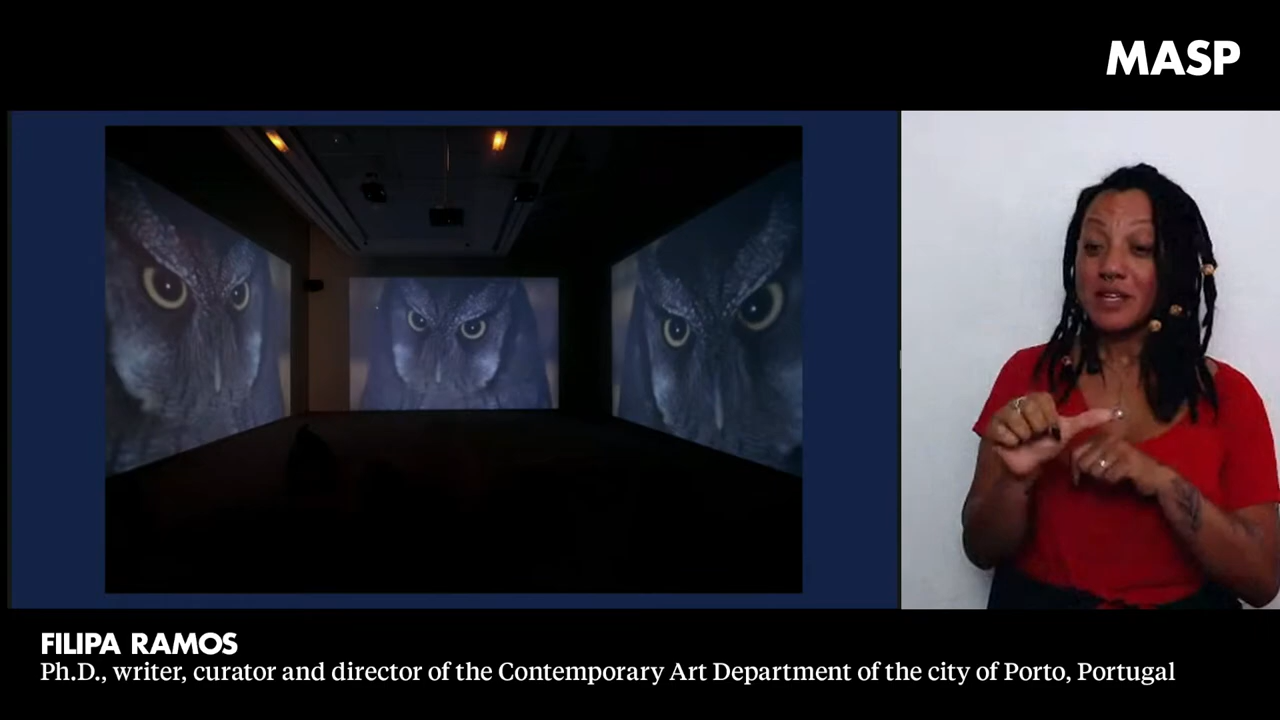 MASP
FILIPA RAMOS
Ph.D., writer, curator and director of the Contemporary Art Department of the city of Porto, Portugal